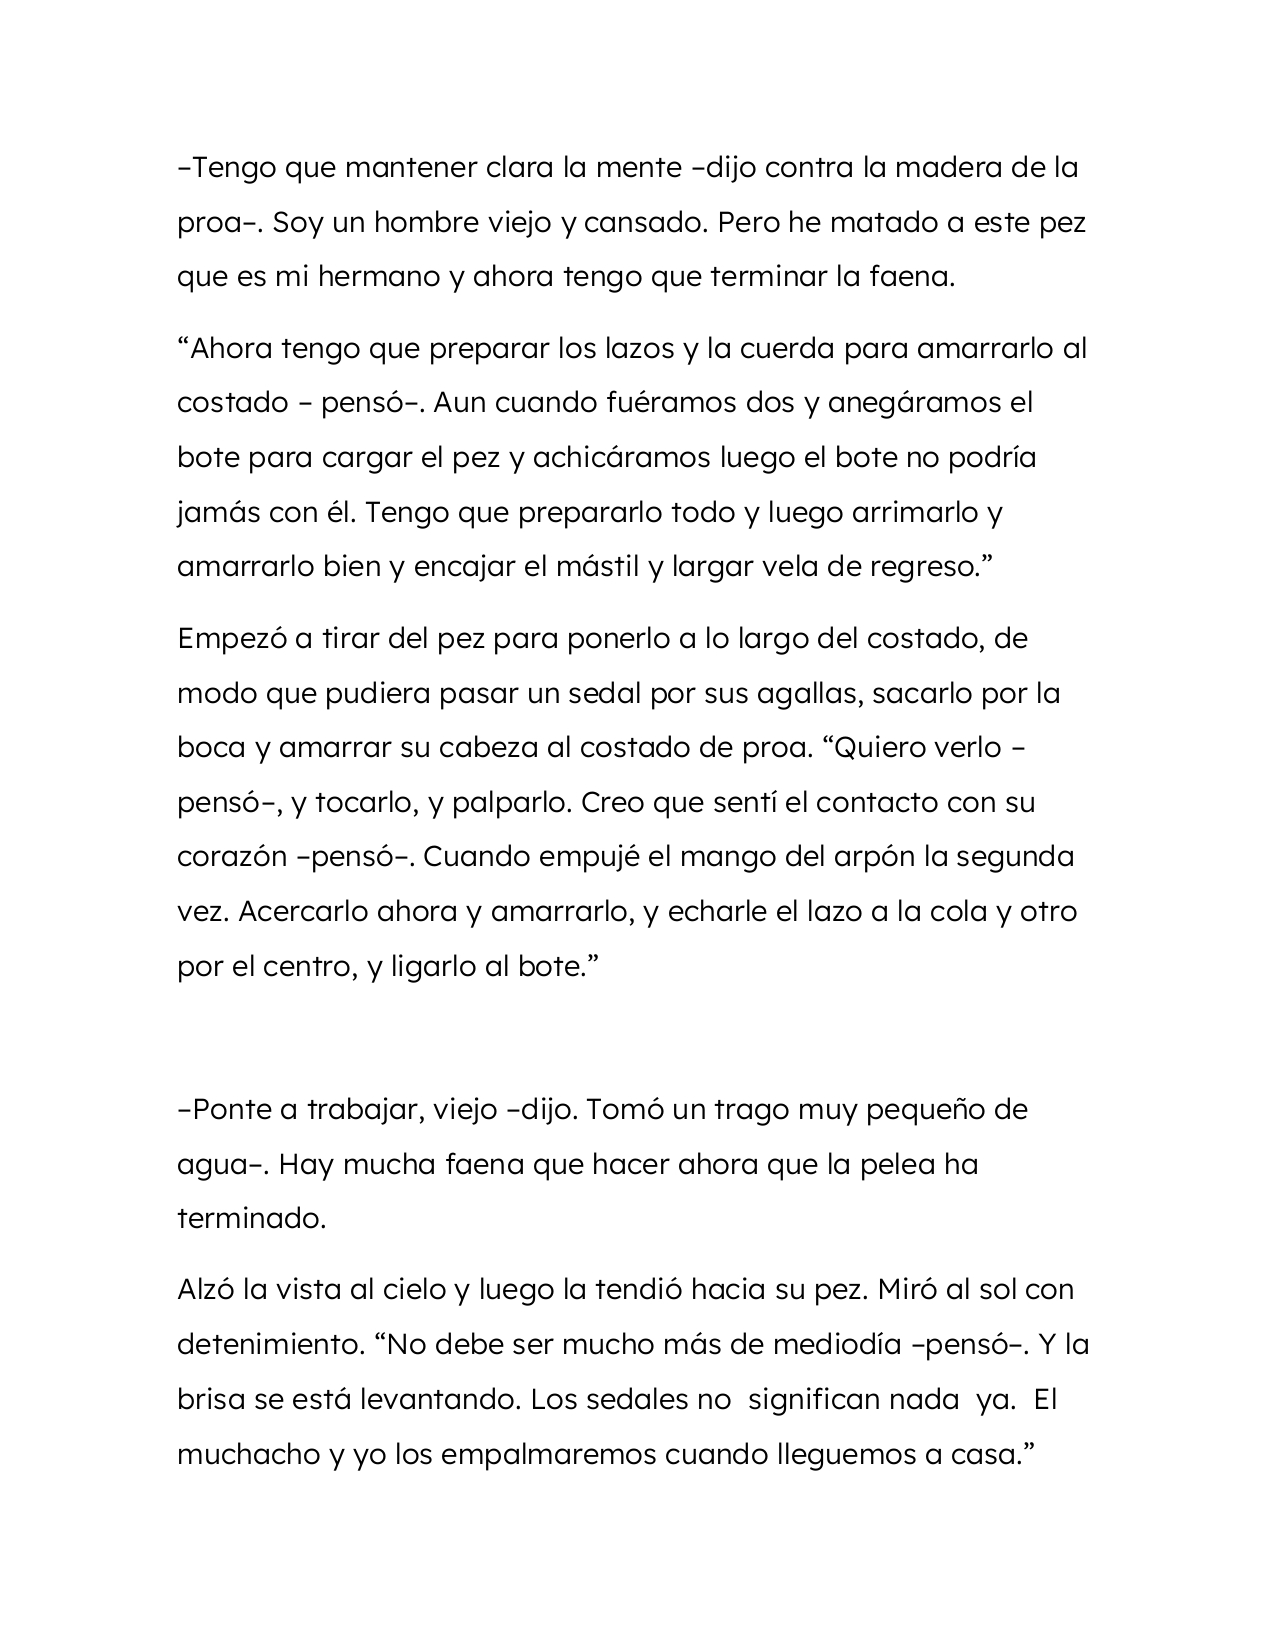 –Tengo que mantener clara la mente –dijo contra la madera de la
proa–. Soy un hombre viejo y cansado. Pero he matado a este pez
que es mi hermano y ahora tengo que terminar la faena.
“Ahora tengo que preparar los lazos y la cuerda para amarrarlo al
costado – pensó–. Aun cuando fuéramos dos y anegáramos el
bote para cargar el pez y achicáramos luego el bote no podría
jamás con él. Tengo que prepararlo todo y luego arrimarlo y
amarrarlo bien y encajar el mástil y largar vela de regreso.”
Empezó a tirar del pez para ponerlo a lo largo del costado, de
modo que pudiera pasar un sedal por sus agallas, sacarlo por la
boca y amarrar su cabeza al costado de proa. “Quiero verlo –
pensó–, y tocarlo, y palparlo. Creo que sentí el contacto con su
corazón –pensó–. Cuando empujé el mango del arpón la segunda
vez. Acercarlo ahora y amarrarlo, y echarle el lazo a la cola y otro
por el centro, y ligarlo al bote.”
–Ponte a trabajar, viejo –dijo. Tomó un trago muy pequeño de
agua–. Hay mucha faena que hacer ahora que la pelea ha
terminado.
Alzó la vista al cielo y luego la tendió hacia su pez. Miró al sol con
detenimiento. “No debe ser mucho más de mediodía –pensó–. Y la
brisa se está levantando. Los sedales no  significan nada  ya.  El
muchacho y yo los empalmaremos cuando lleguemos a casa.”